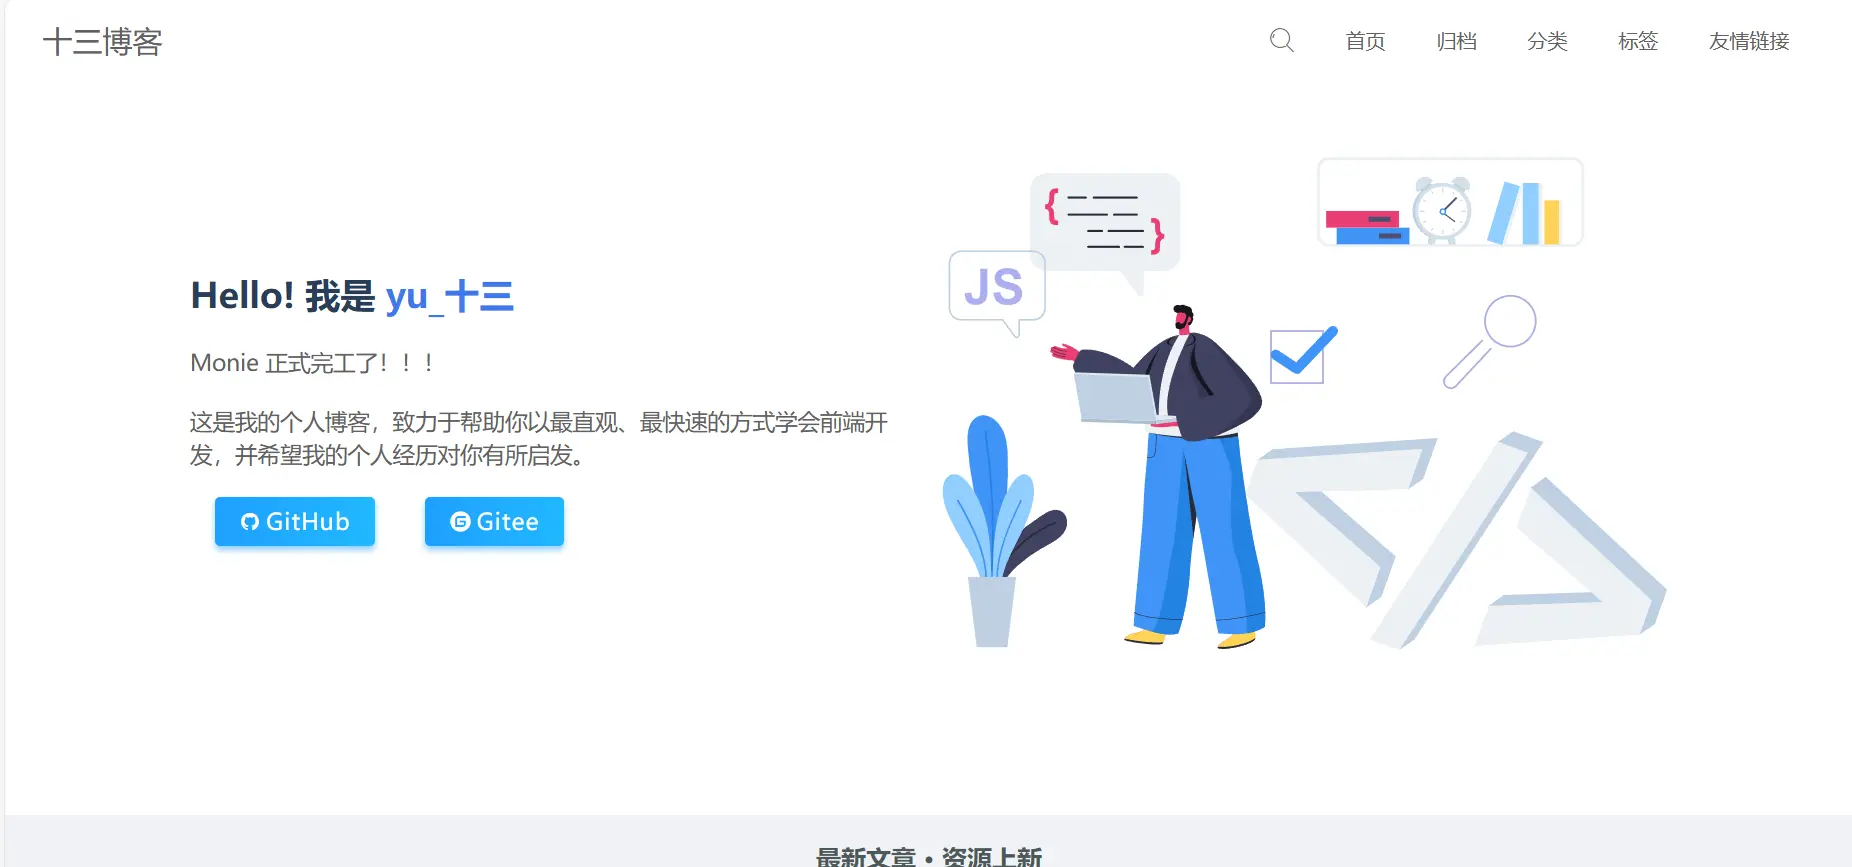 十三博客
首页 归档 分类 标签 友情链接
{ }
JS
Hello! 我是 yu_十三
Monie 正式完工了！！！
这是我的个人博客，致力于帮助你以最直观、最快速的方式学会前端开
发，并希望我的个人经历对你有所启发。
GitHub Gitee
</>
最新文章・资源上新